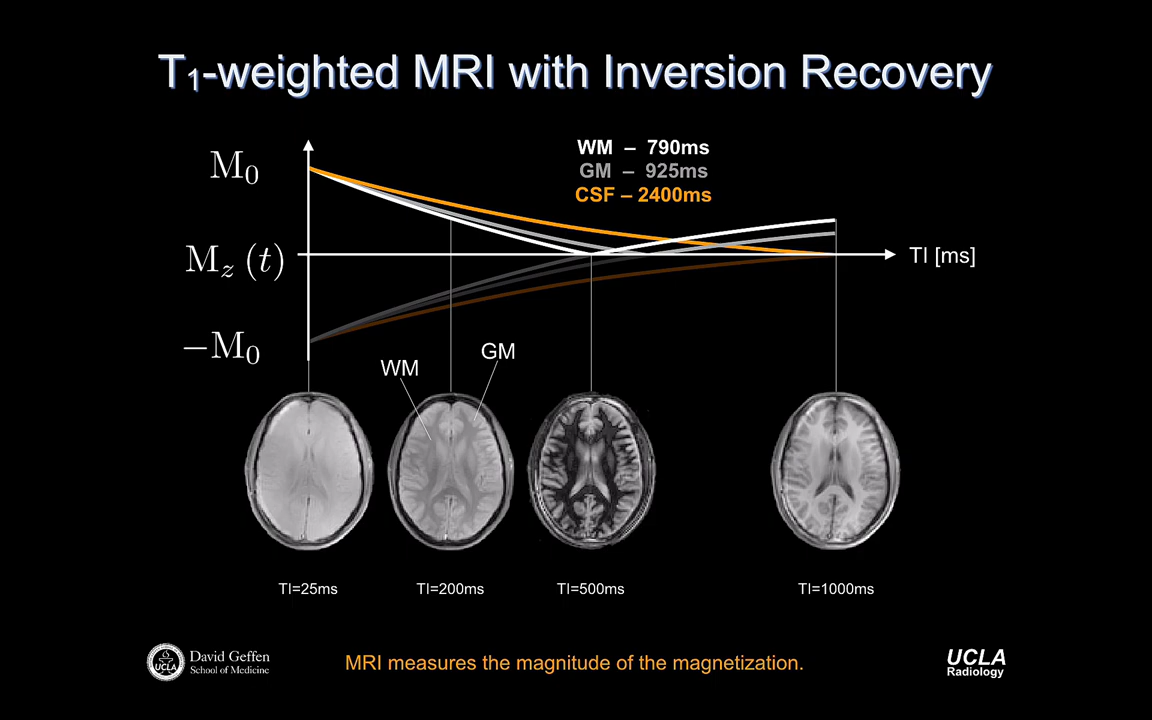 T₁-weighted MRI with Inversion Recovery
WM – 790ms
GM – 925ms
CSF – 2400ms
M₀
M_z (t)
TI [ms]
−M₀
GM
WM
TI=25ms
TI=200ms
TI=500ms
TI=1000ms
UCLA
David Geffen
School of Medicine
MRI measures the magnitude of the magnetization.
UCLA
Radiology